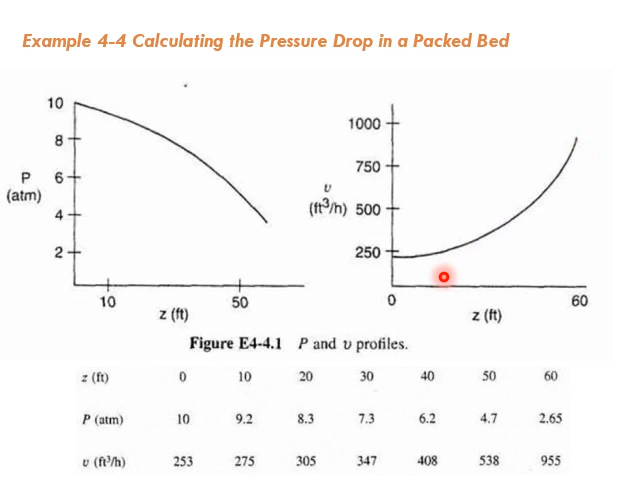 Example 4-4 Calculating the Pressure Drop in a Packed Bed
10
8
P
(atm)
6
4
2
10
50
z (ft)
1000
750
υ
(ft³/h)
500
250
0
60
z (ft)
Figure E4-4.1 P and υ profiles.
z (ft) 0 10 20 30 40 50 60
P (atm) 10 9.2 8.3 7.3 6.2 4.7 2.65
υ (ft³/h) 253 275 305 347 408 538 955